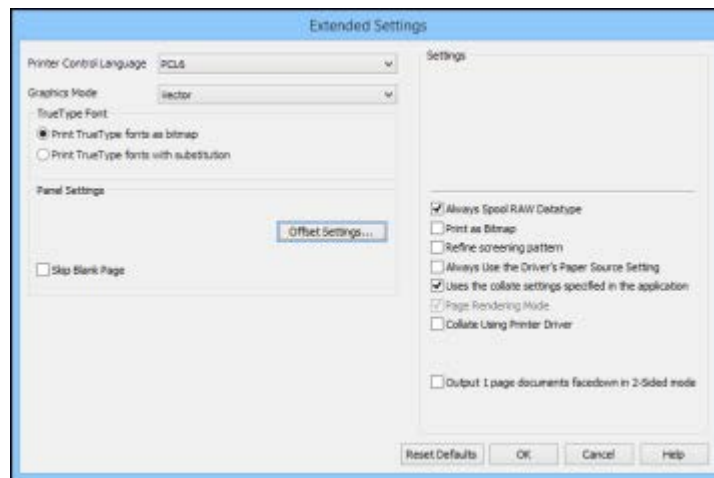 Extended Settings
Printer Control Language PCL6
Graphics Mode Vector
TrueType Font
Print TrueType fonts as bitmap
Print TrueType fonts with substitution
Panel Settings
Offset Settings...
Skip Blank Page
Settings
Always Spool RAW Datatype
Print as Bitmap
Refine screening pattern
Always Use the Driver's Paper Source Setting
Uses the collate settings specified in the application
Page Rendering Mode
Collate Using Printer Driver
Output 1 page documents facedown in 2-Sided mode
Reset Defaults OK Cancel Help